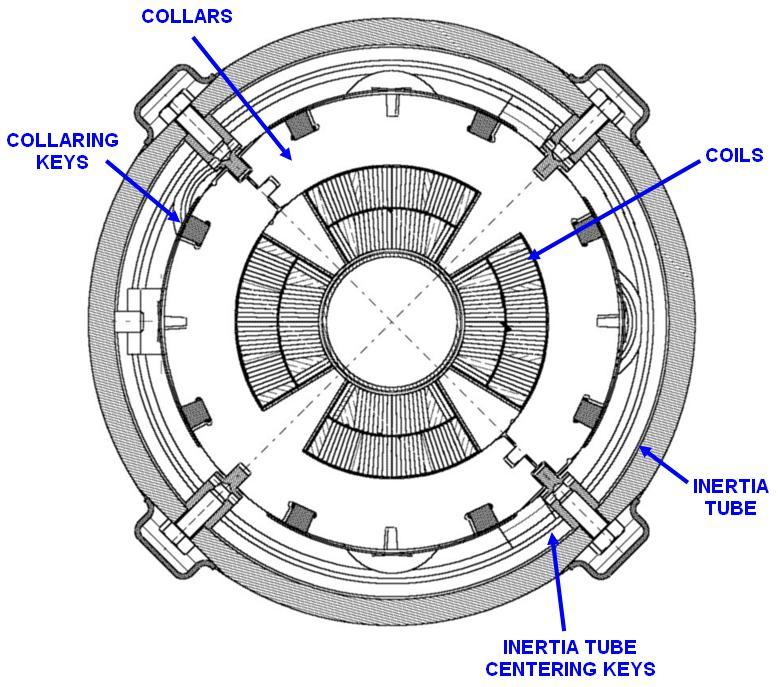 COLLARS
COLLARING
KEYS
COILS
INERTIA
TUBE
INERTIA TUBE
CENTERING KEYS